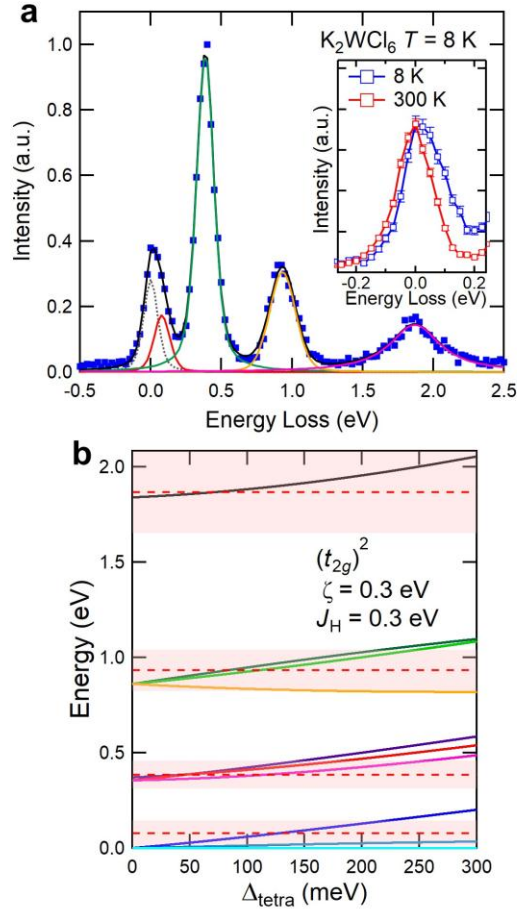 a
K₂WCl₆ T = 8 K
8 K
300 K
Intensity (a.u.)
-0.2
0.0
0.2
Energy Loss (eV)
Intensity (a.u.)
1.0
0.8
0.6
0.4
0.2
0.0
-0.5
0.0
0.5
1.0
1.5
2.0
2.5
Energy Loss (eV)
b
(t₂g)²
ζ = 0.3 eV
J_H = 0.3 eV
Energy (eV)
2.0
1.5
1.0
0.5
0.0
0
50
100
150
200
250
300
Δtetra (meV)